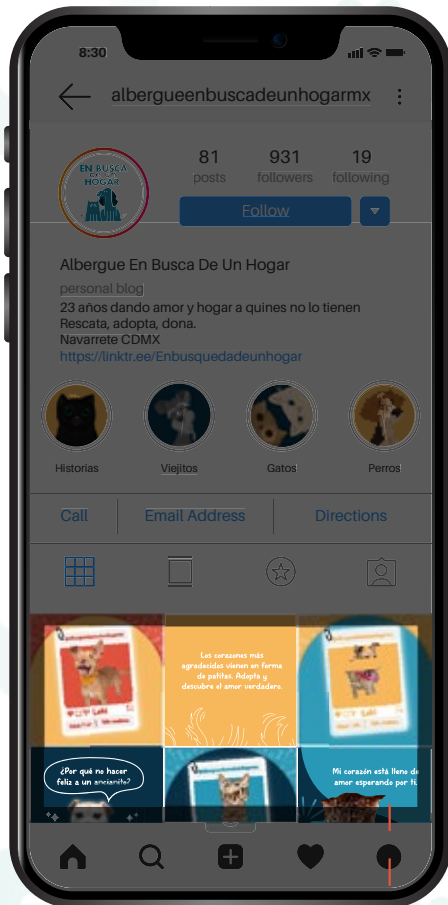 8:30
albergueenbuscadeunhogarmx
EN BUSCA
DE UN
HOGAR
81 931 19
posts followers following
Follow
Albergue En Busca De Un Hogar
personal blog
23 años dando amor y hogar a quines no lo tienen
Rescata, adopta, dona.
Navarrete CDMX
https://linktr.ee/Enbusquedadeunhogar
Historias Viejitos Gatos Perros
Call Email Address Directions
Los corazones más
agradecidos vienen en forma
de patitas. Adopta y
descubre el amor verdadero.
¿Por qué no hacer
feliz a un ancianito?
Mi corazón está lleno de
amor esperando por ti.